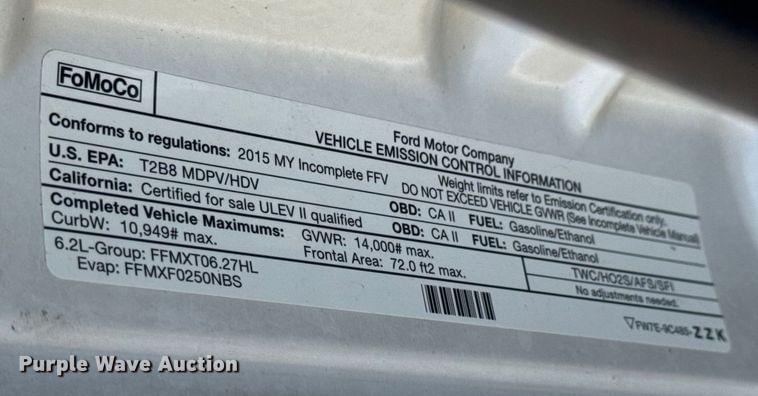 FoMoCo
Ford Motor Company
VEHICLE EMISSION CONTROL INFORMATION
Conforms to regulations: 2015 MY Incomplete FFV
Weight limits refer to Emission Certification only.
DO NOT EXCEED VEHICLE GVWR (See Incomplete Vehicle Manual)
U.S. EPA: T2B8 MDPV/HDV OBD: CA II FUEL: Gasoline/Ethanol
California: Certified for sale ULEV II qualified OBD: CA II FUEL: Gasoline/Ethanol
Completed Vehicle Maximums: GVWR: 14,000# max.
CurbW: 10,949# max. Frontal Area: 72.0 ft2 max.
6.2L-Group: FFMXT06.27HL
Evap: FFMXF0250NBS
TWC/HO2S/AFS/SFI
No adjustments needed.
FW7E-9C485-ZZK
Purple Wave Auction